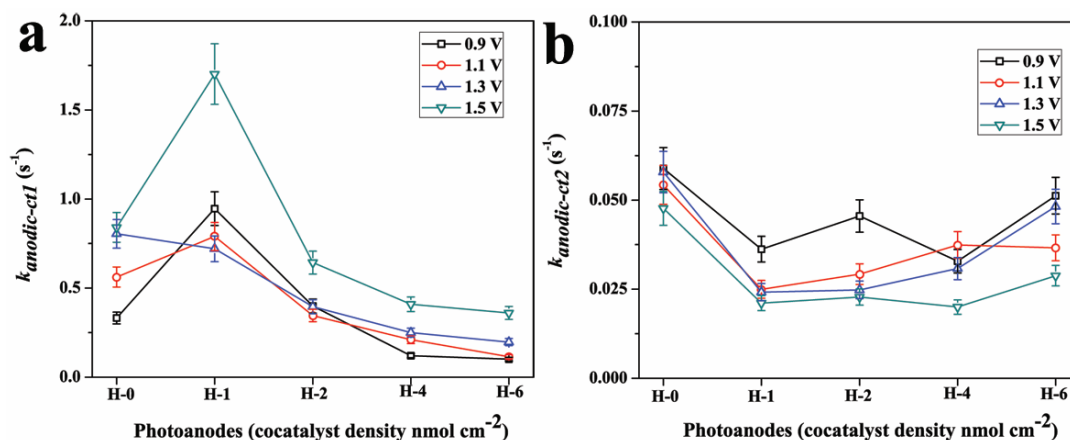 a
k_anodic-ct1 (s⁻¹)
2.0
1.5
1.0
0.5
0.0
0.9 V
1.1 V
1.3 V
1.5 V
H-0 H-1 H-2 H-4 H-6
Photoanodes (cocatalyst density nmol cm⁻²)
b
k_anodic-ct2 (s⁻¹)
0.100
0.075
0.050
0.025
0.000
0.9 V
1.1 V
1.3 V
1.5 V
H-0 H-1 H-2 H-4 H-6
Photoanodes (cocatalyst density nmol cm⁻²)